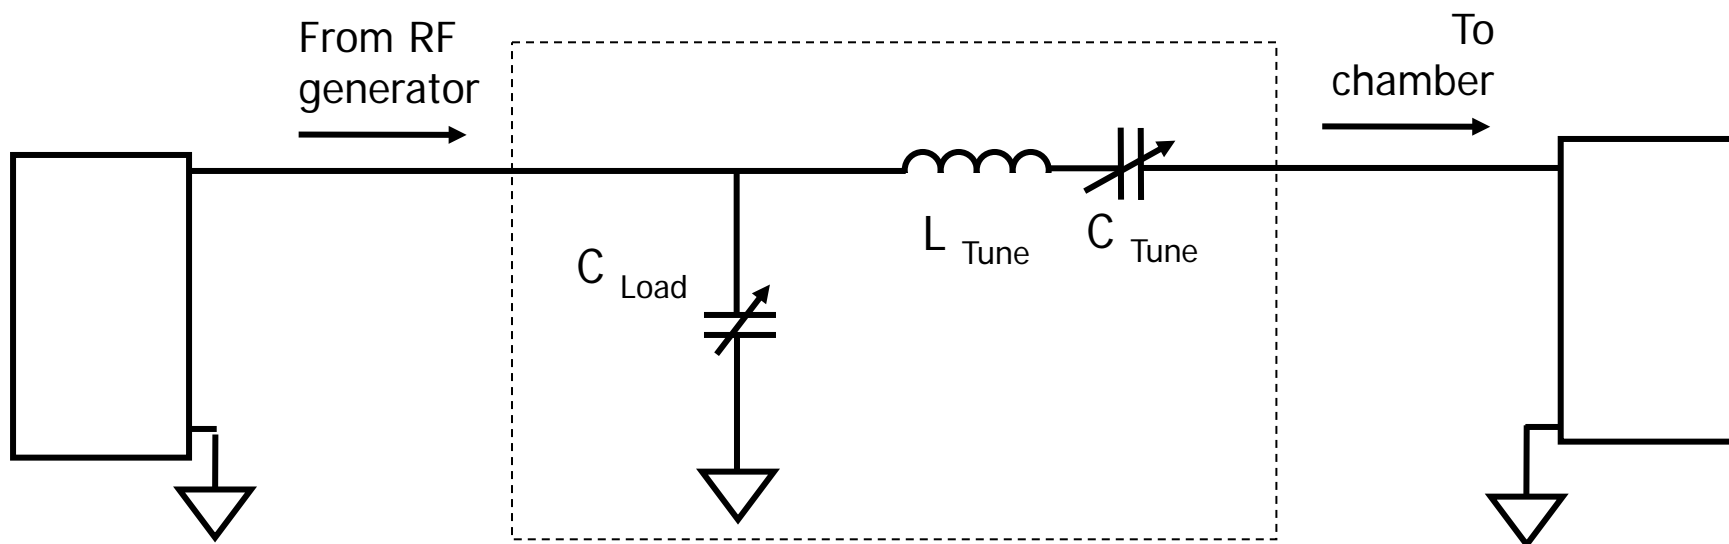 From RF
generator
To
chamber
C Load
L Tune
C Tune